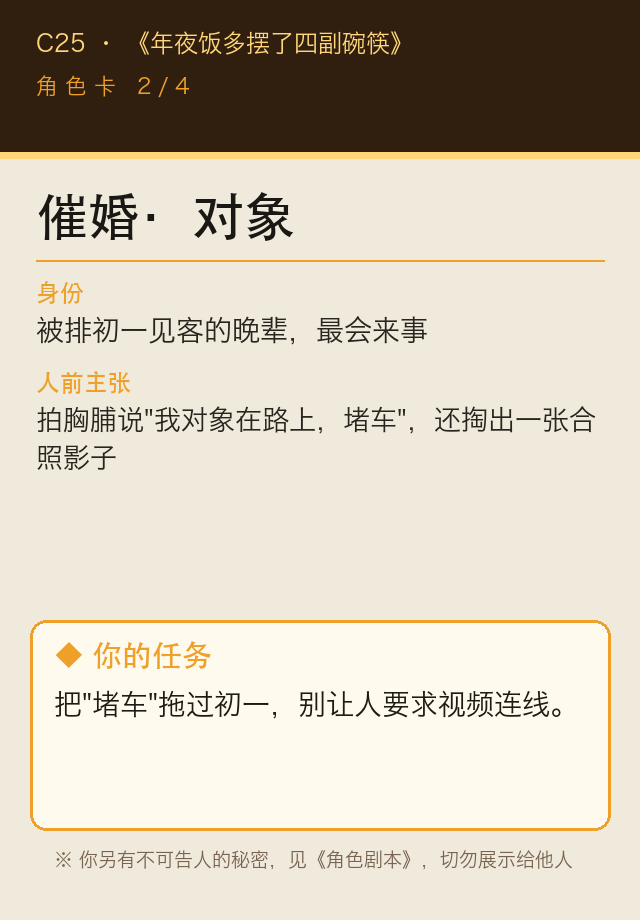 C25 · 《年夜饭多摆了四副碗筷》
角色卡 2/4
催婚· 对象
身份
被排初一见客的晚辈，最会来事
人前主张
拍胸脯说"我对象在路上，堵车"，还掏出一张合
照影子
◆ 你的任务
把"堵车"拖过初一，别让人要求视频连线。
※ 你另有不可告人的秘密，见《角色剧本》，切勿展示给他人